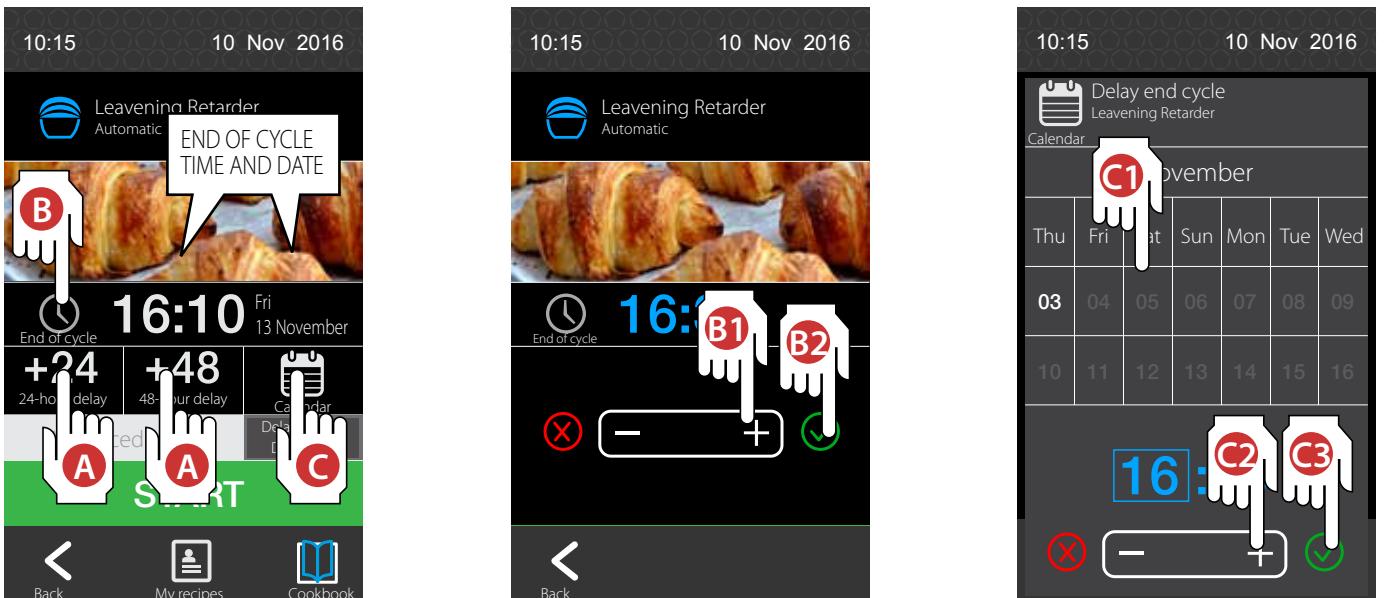 10:15 10 Nov 2016
Leavening Retarder
Automatic
END OF CYCLE
TIME AND DATE
B
16:10 Fri
13 November
End of cycle
+24 +48
24-hour delay 48-hour delay Calendar
A A C
START
Back My recipes Cookbook
10:15 10 Nov 2016
Leavening Retarder
Automatic
End of cycle
16:
B1 B2
Back
10:15 10 Nov 2016
Delay end cycle
Leavening Retarder
Calendar
C1
November
Thu Fri Sat Sun Mon Tue Wed
03 04 05 06 07 08 09
10 11 12 13 14 15 16
16 :
C2 C3